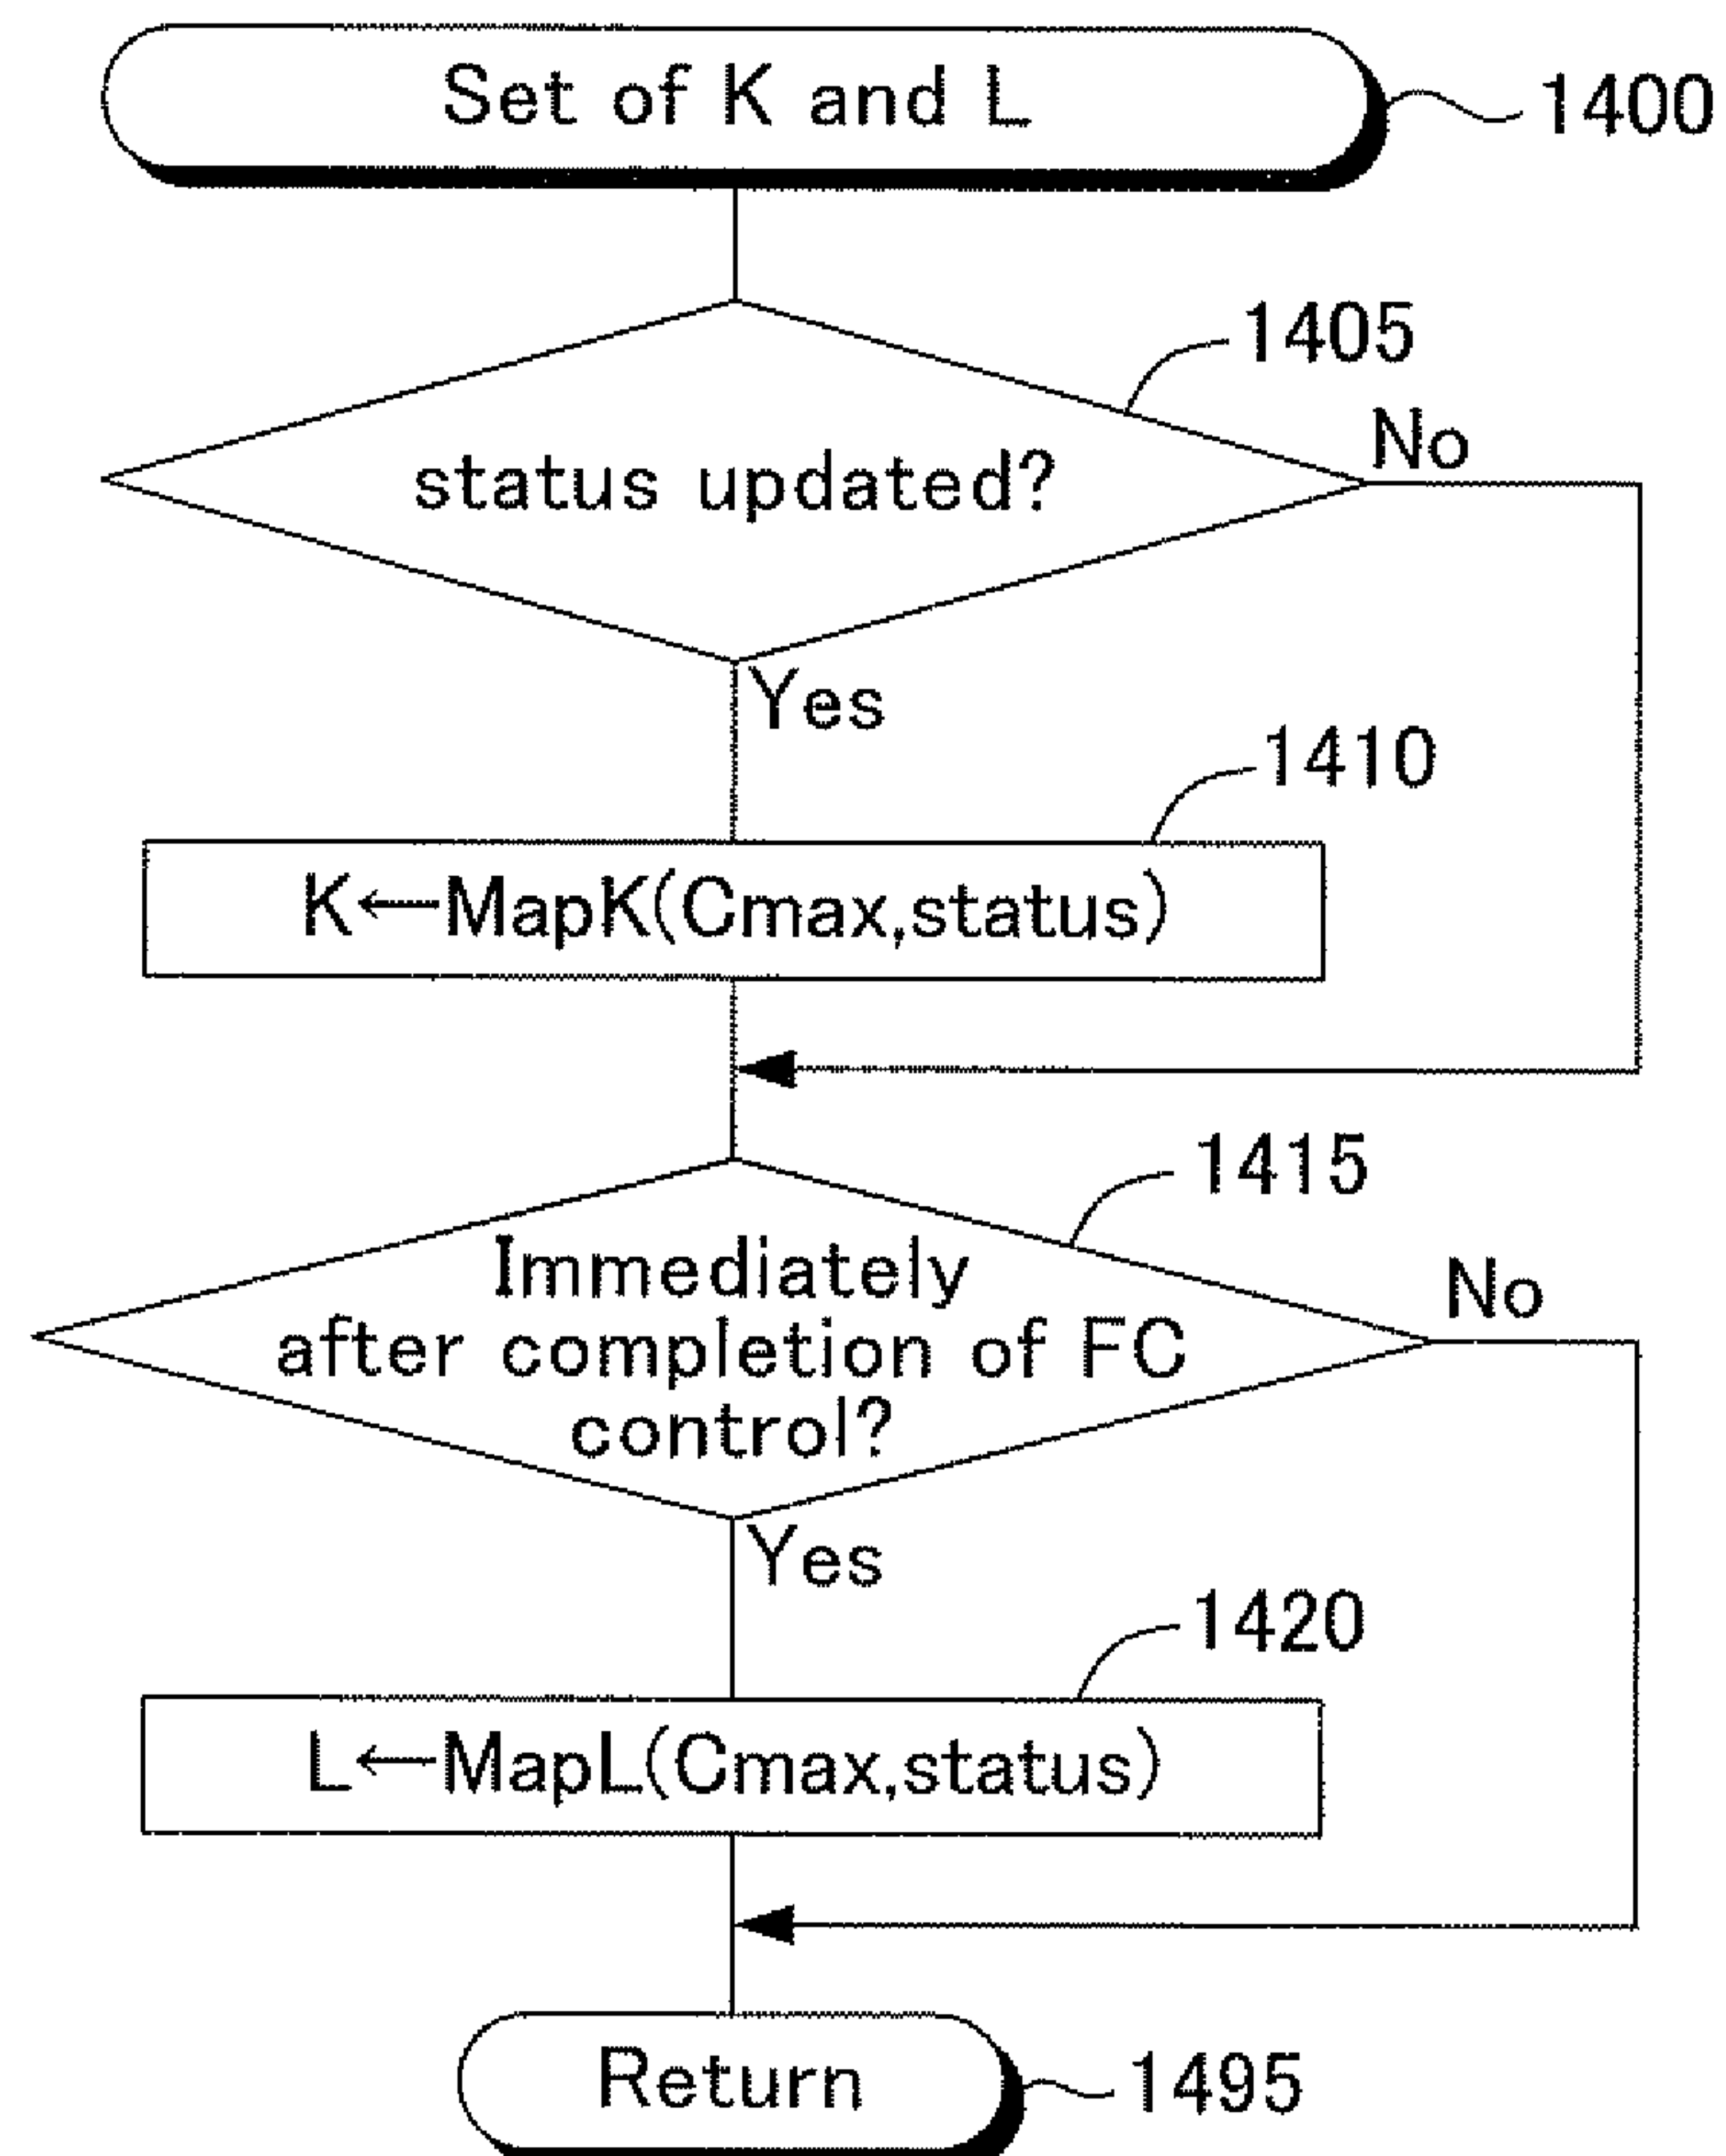 Set of K and L
1400
1405
status updated?
No
Yes
1410
K←MapK(Cmax,status)
1415
Immediately
after completion of FC
control?
No
Yes
1420
L←MapL(Cmax,status)
Return
1495